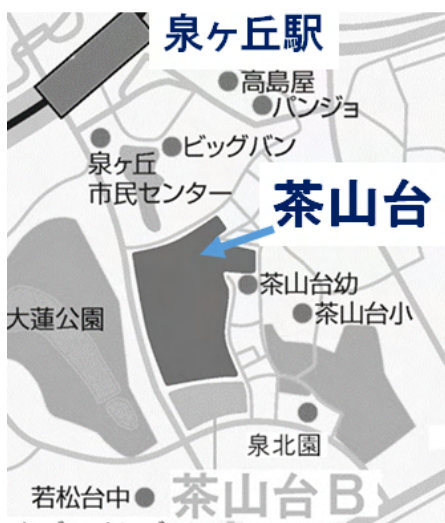 泉ヶ丘駅
高島屋
パンジョ
ビッグバン
泉ヶ丘
市民センター
茶山台
茶山台幼
茶山台小
大蓮公園
泉北園
若松台中
茶山台B